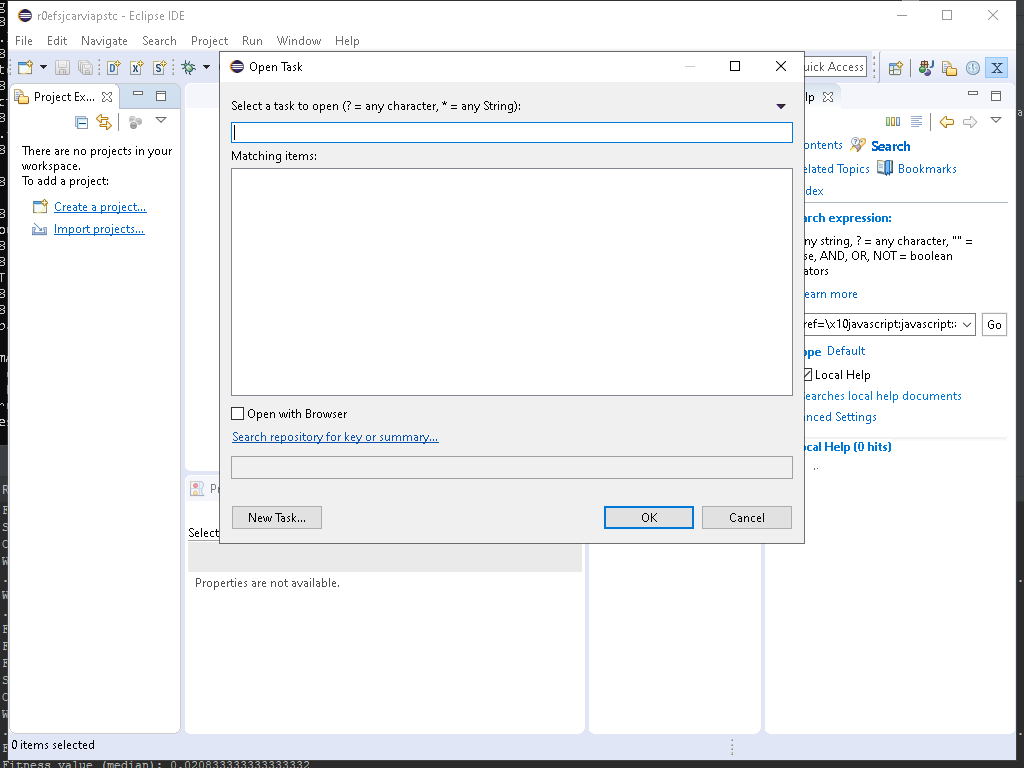 r0efsjcarviapstc - Eclipse IDE
File Edit Navigate Search Project Run Window Help
Open Task
uick Access
Project Ex...
lp
Select a task to open (? = any character, * = any String):
Matching items:
There are no projects in your
workspace.
To add a project:
Create a project...
Import projects...
ontents Search
elated Topics Bookmarks
dex
arch expression:
ny string, ? = any character, "" =
se, AND, OR, NOT = boolean
ators
earn more
ref=\x10javascript:javascript:
Go
ope Default
Local Help
earches local help documents
nced Settings
cal Help (0 hits)
Open with Browser
Search repository for key or summary...
New Task...
OK
Cancel
Pr
Select
Properties are not available.
0 items selected
Fitness value (median): 0.020833333333333332